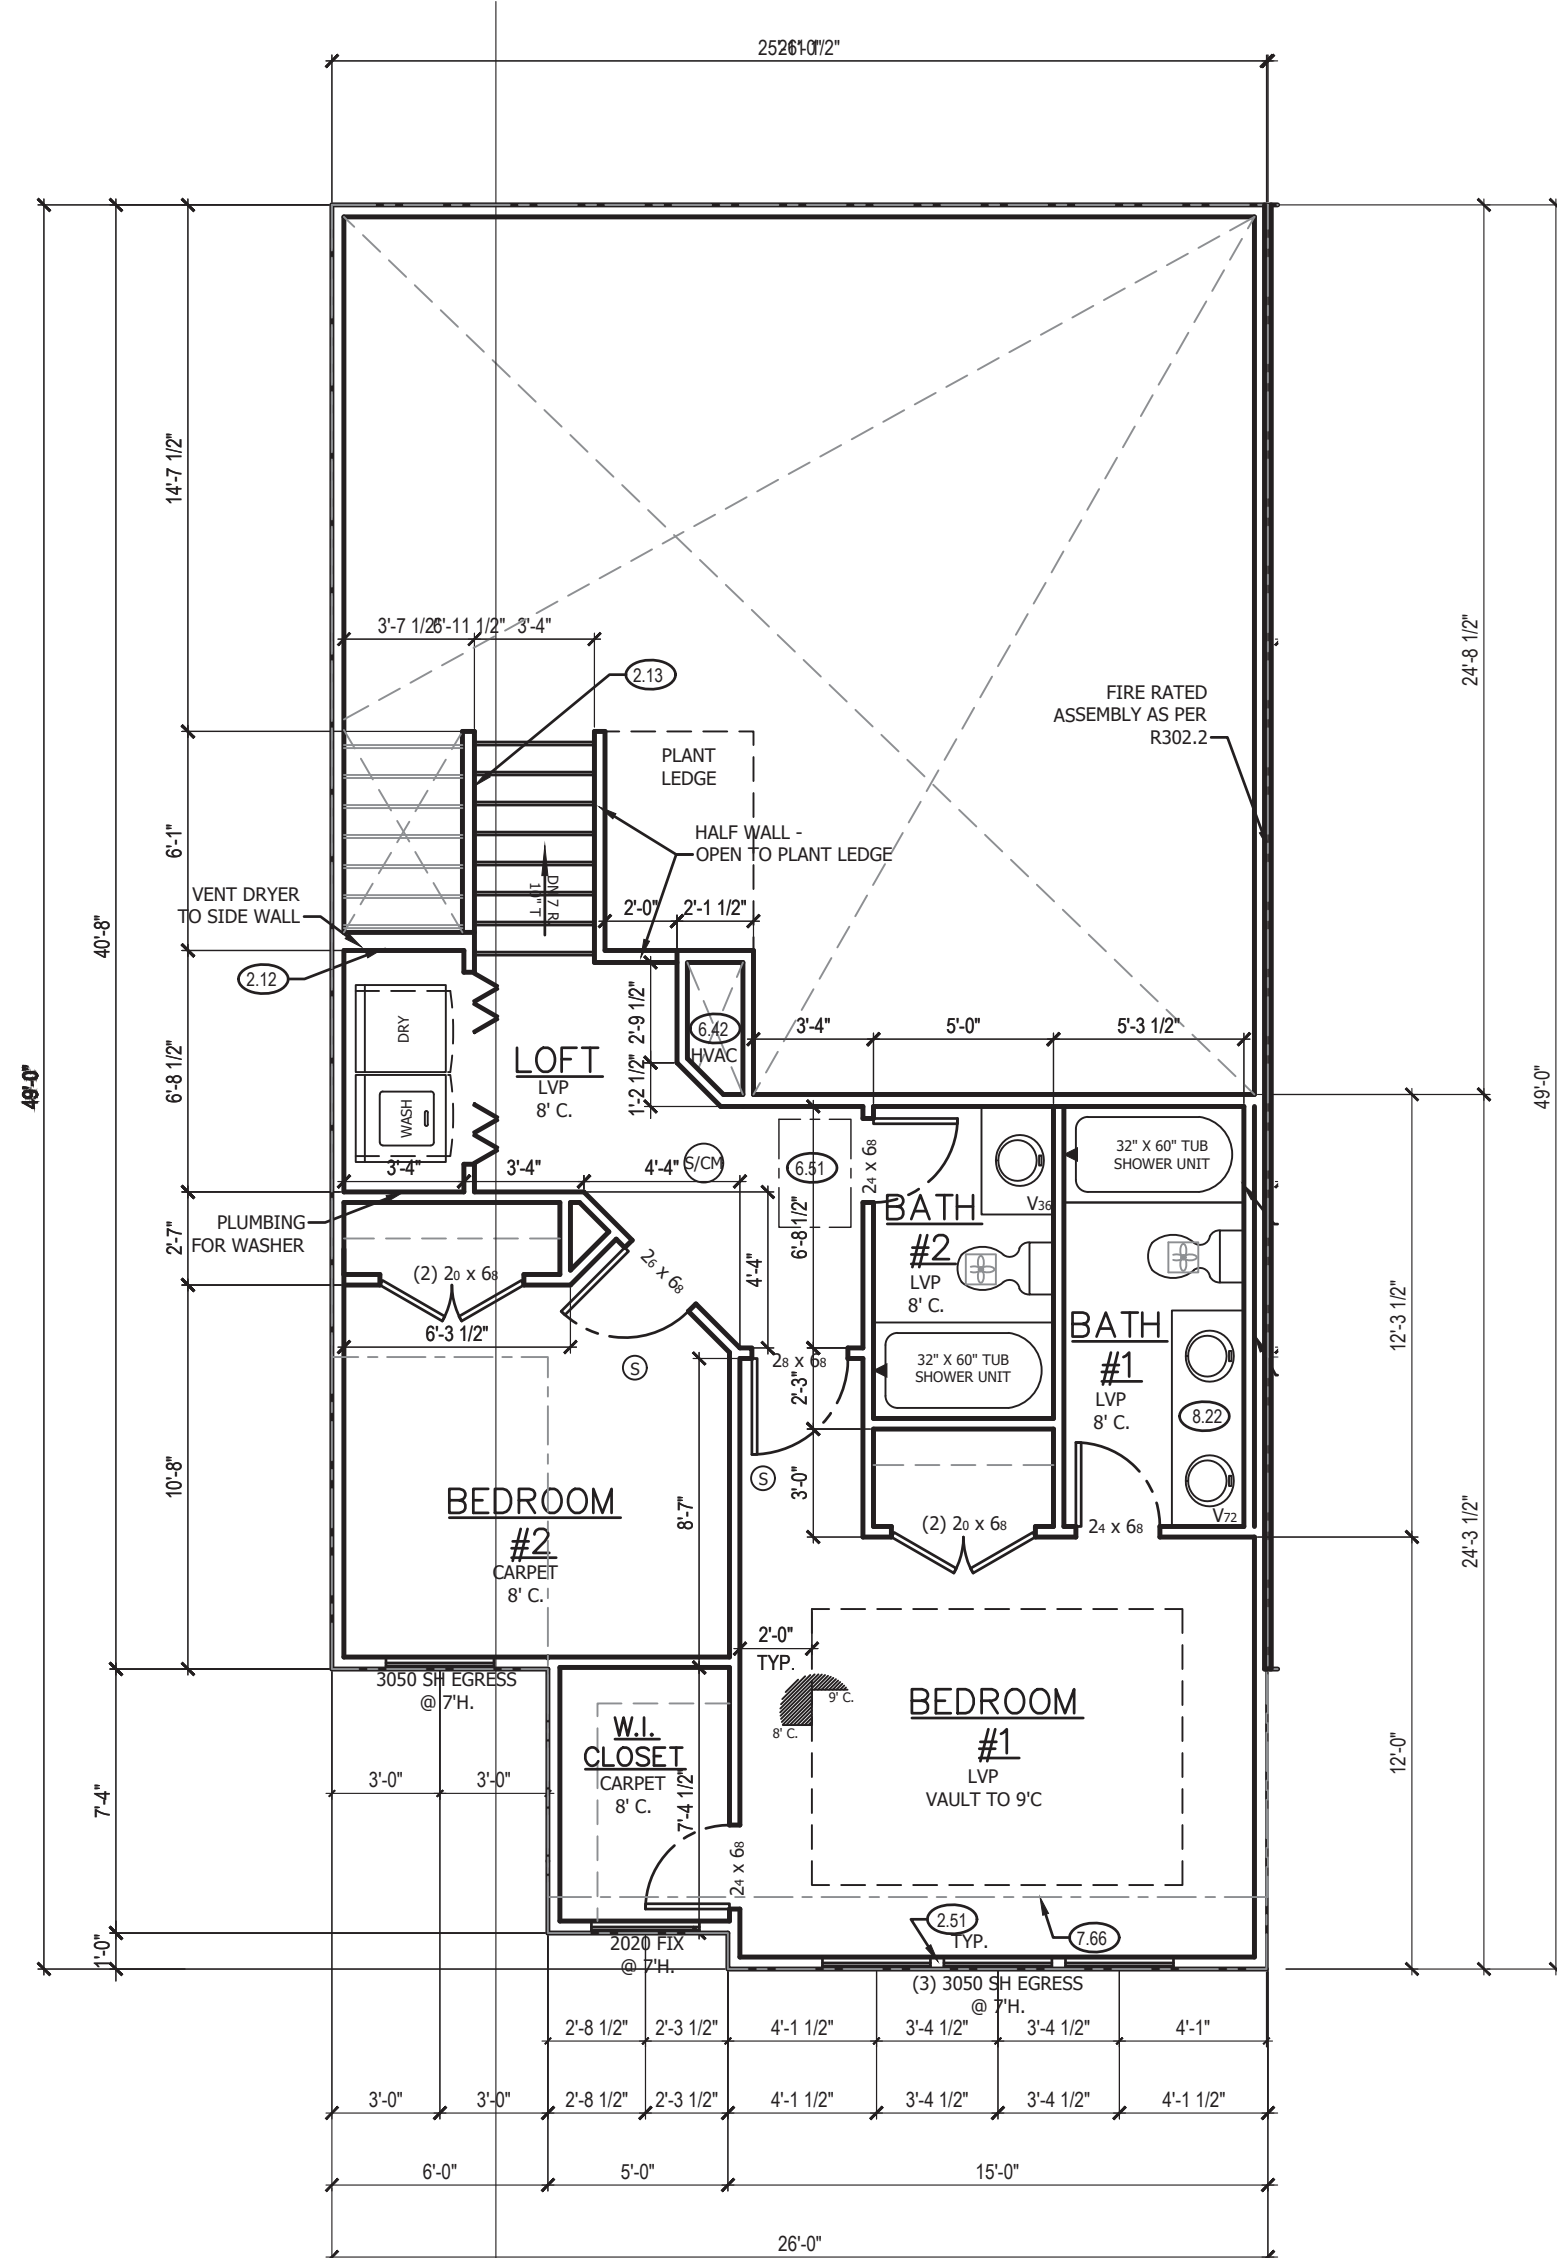 14'-7 1/2"
3'-7 1/2"
6'-11 1/2"
3'-4"
2.13
FIRE RATED
ASSEMBLY AS PER
R302.2
24'-8 1/2"
PLANT
LEDGE
HALF WALL -
OPEN TO PLANT LEDGE
6'-1"
VENT DRYER
TO SIDE WALL
40'-8"
2'-0"
2'-1 1/2"
2.12
2'-9 1/2"
1'-2 1/2"
6.42
HVAC
3'-4"
5'-0"
5'-3 1/2"
DRY
WASH
LOFT
LVP
8' C.
6'-8 1/2"
49'-0"
49'-0"
3'-4"
3'-4"
4'-4"
S/CM
6.51
24 x 68
32" X 60" TUB
SHOWER UNIT
V36
BATH
#2
LVP
8' C.
PLUMBING
FOR WASHER
2'-7"
(2) 20 x 68
26 x 68
6'-8 1/2"
4'-4"
6'-3 1/2"
S
28 x 68
2'-3"
32" X 60" TUB
SHOWER UNIT
BATH
#1
LVP
8' C.
8.22
12'-3 1/2"
10'-8"
BEDROOM
#2
CARPET
8' C.
8'-7"
S
3'-0"
(2) 20 x 68
24 x 68
V72
24'-3 1/2"
2'-0"
TYP.
3050 SH EGRESS
@ 7'H.
9' C.
8' C.
BEDROOM
#1
LVP
VAULT TO 9'C
W.I.
CLOSET
CARPET
8' C.
7'-4 1/2"
3'-0"
3'-0"
7'-4"
12'-0"
24 x 68
2.51
TYP.
7.66
1'-0"
2020 FIX
@ 7'H.
(3) 3050 SH EGRESS
@ 7'H.
2'-8 1/2"
2'-3 1/2"
4'-1 1/2"
3'-4 1/2"
3'-4 1/2"
4'-1"
3'-0"
3'-0"
2'-8 1/2"
2'-3 1/2"
4'-1 1/2"
3'-4 1/2"
3'-4 1/2"
4'-1 1/2"
6'-0"
5'-0"
15'-0"
26'-0"